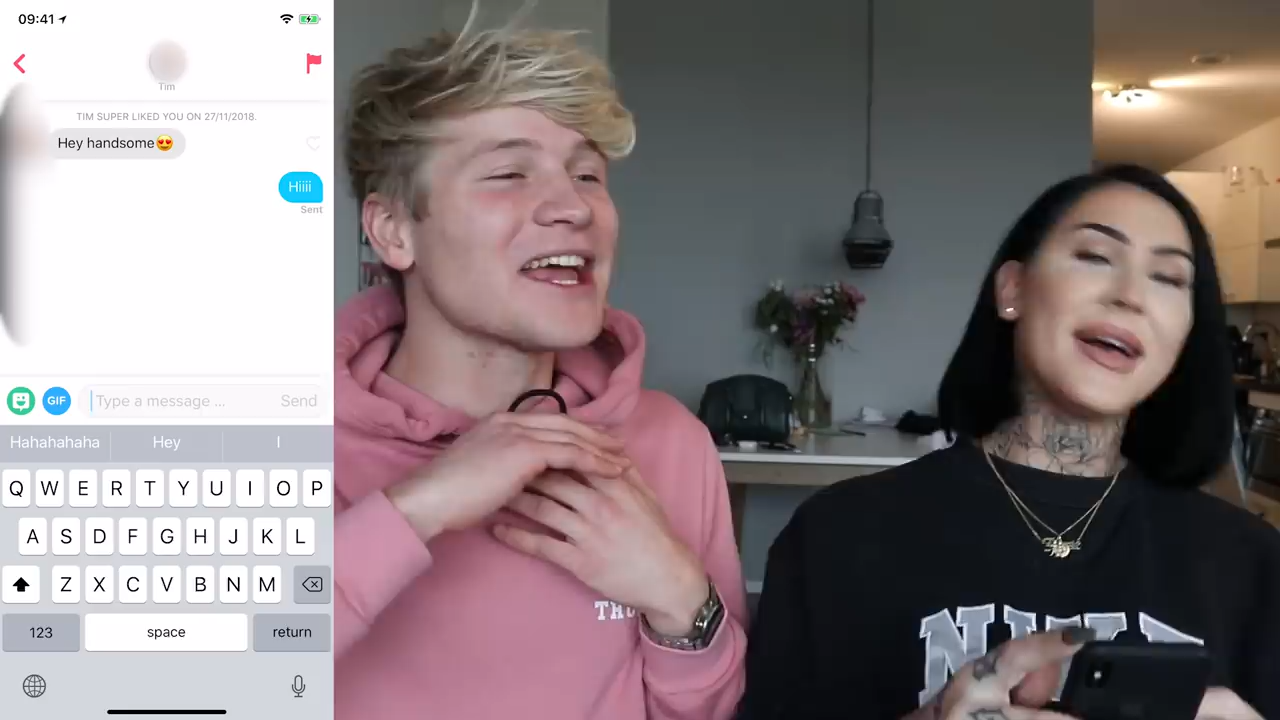 09:41
Tim
TIM SUPER LIKED YOU ON 27/11/2018.
Hey handsome😍
Hiiii
Sent
GIF
Type a message ...
Send
Hahahahaha Hey I
Q W E R T Y U I O P
A S D F G H J K L
Z X C V B N M
123 space return